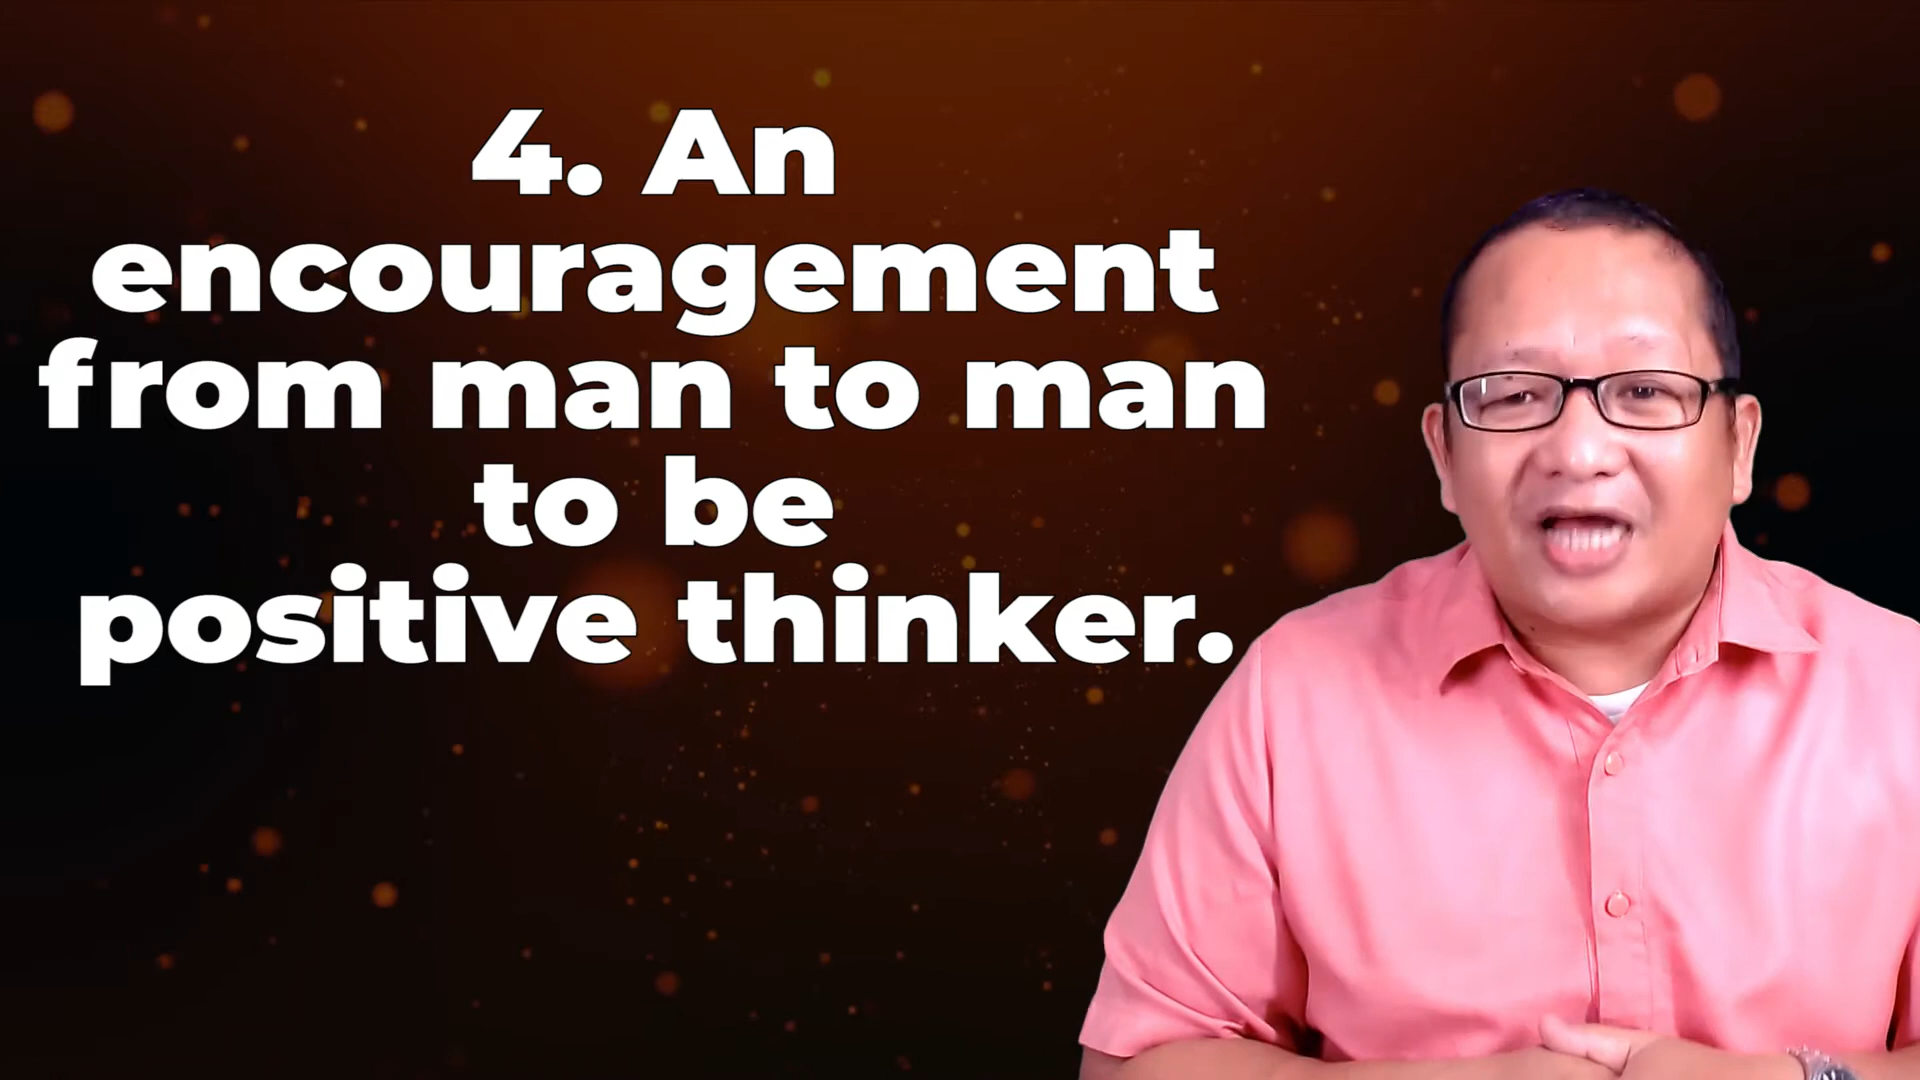 4. An
encouragement
from man to man
to be
positive thinker.